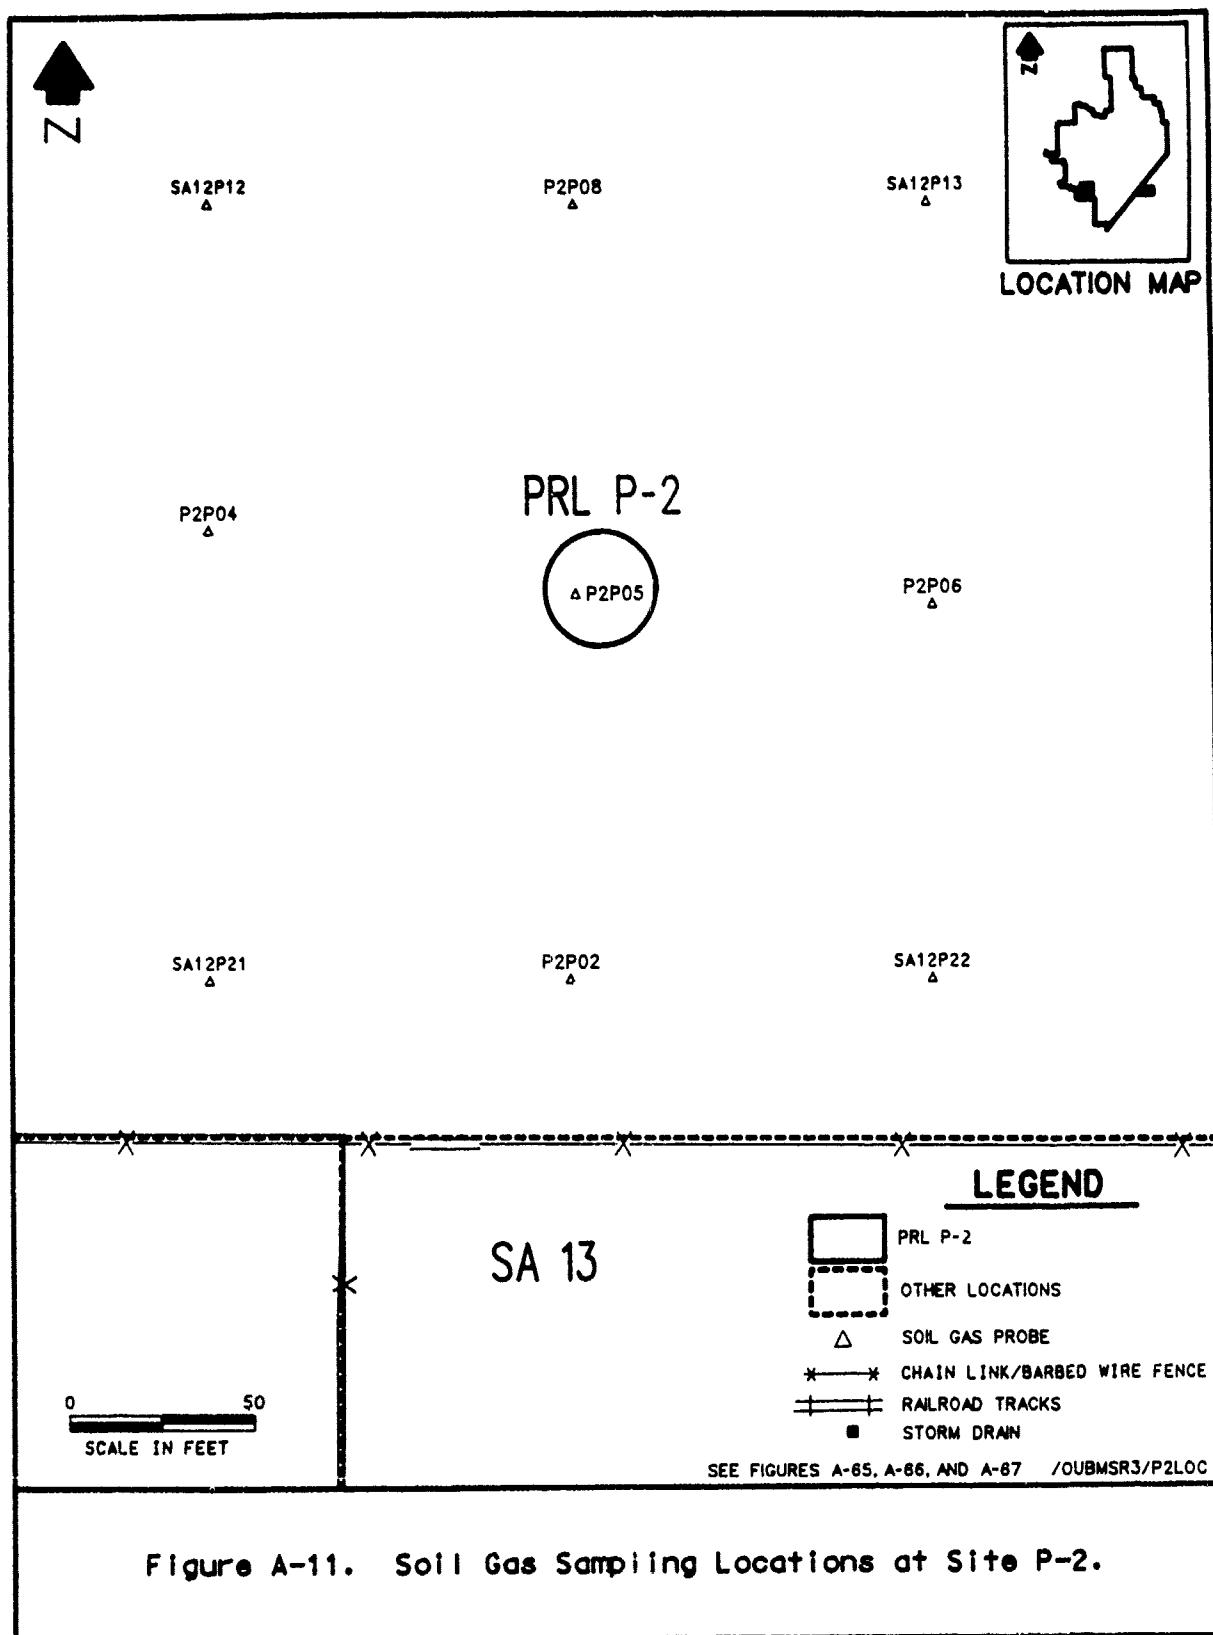 N
N
LOCATION MAP
SA12P12
P2P08
SA12P13
PRL P-2
P2P04
P2P05
P2P06
SA12P21
P2P02
SA12P22
SA 13
LEGEND
PRL P-2
OTHER LOCATIONS
SOIL GAS PROBE
CHAIN LINK/BARBED WIRE FENCE
RAILROAD TRACKS
STORM DRAIN
0 50
SCALE IN FEET
SEE FIGURES A-65, A-66, AND A-67 /OUBMSR3/P2LOC
Figure A-11. Soil Gas Sampling Locations at Site P-2.